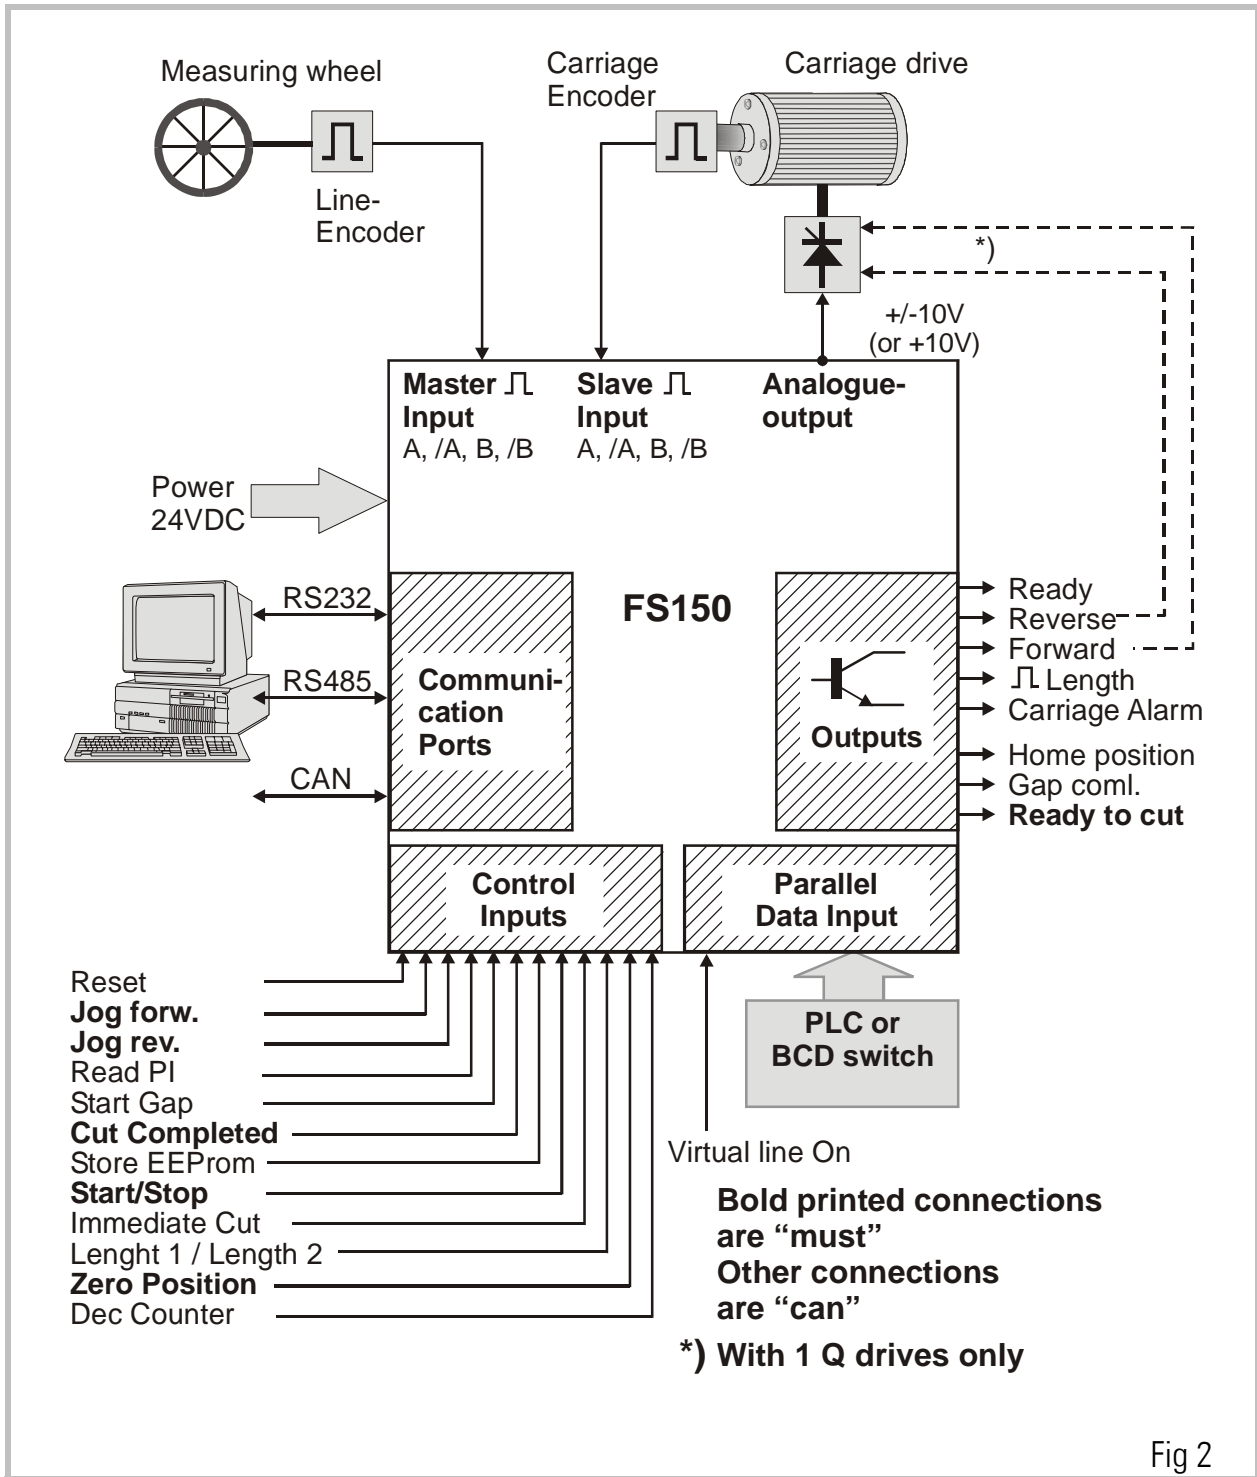 Measuring wheel
Line-
Encoder
Carriage
Encoder
Carriage drive
*)
+/-10V
(or +10V)
Master
Input
A, /A, B, /B
Slave
Input
A, /A, B, /B
Analogue-
output
Power
24VDC
RS232
RS485
CAN
Communi-
cation
Ports
FS150
Outputs
Ready
Reverse
Forward
Length
Carriage Alarm
Home position
Gap coml.
Ready to cut
Control
Inputs
Parallel
Data Input
Reset
Jog forw.
Jog rev.
Read PI
Start Gap
Cut Completed
Store EEProm
Start/Stop
Immediate Cut
Lenght 1 / Length 2
Zero Position
Dec Counter
PLC or
BCD switch
Virtual line On
Bold printed connections
are “must”
Other connections
are “can”
*) With 1 Q drives only
Fig 2